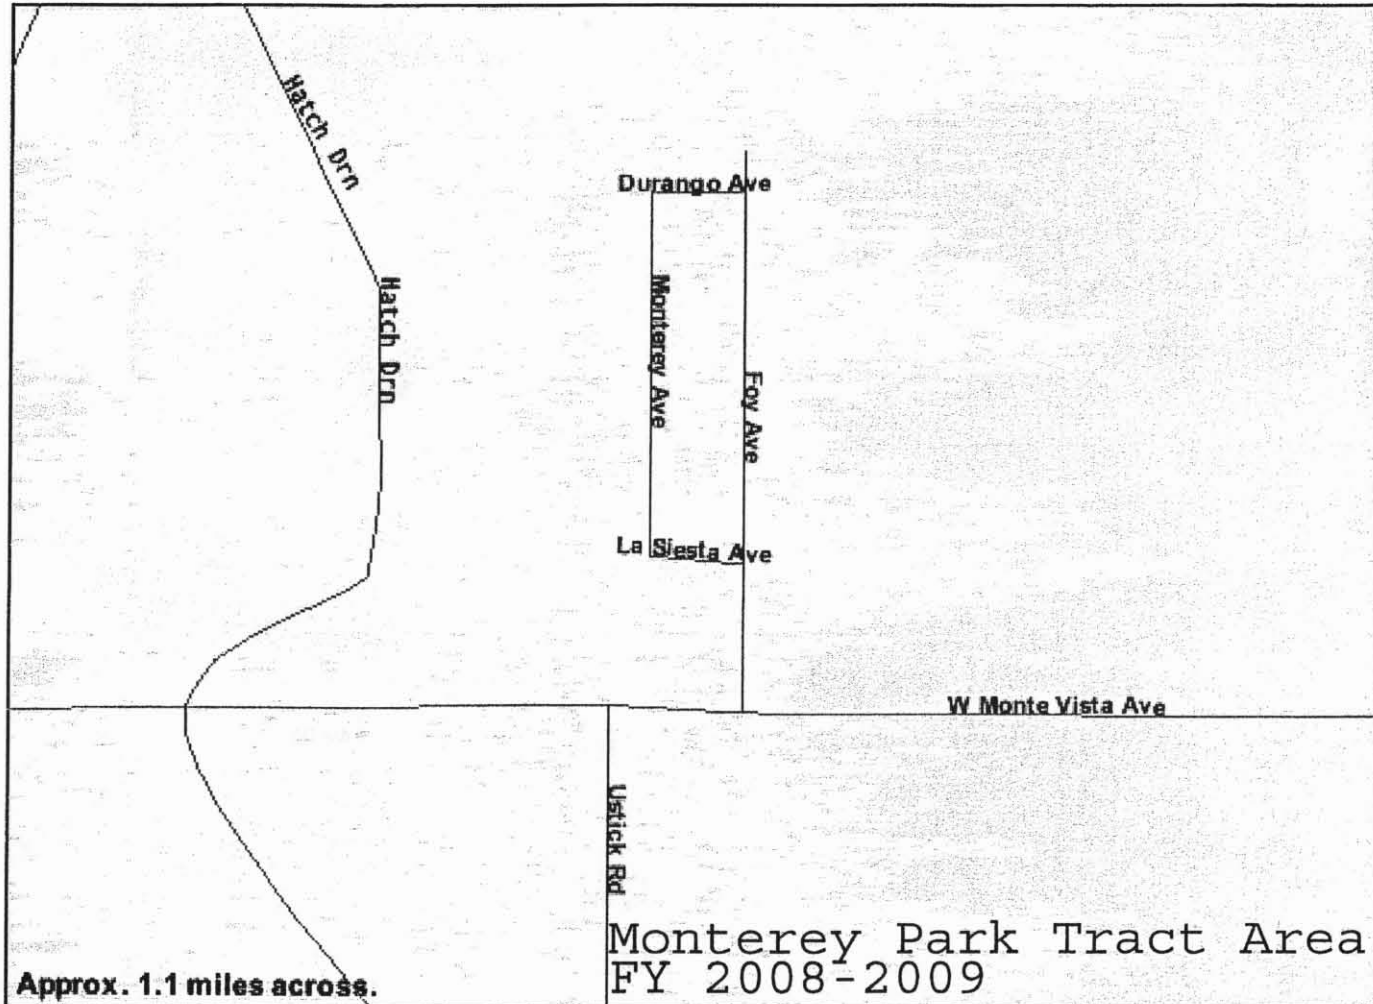 Hatch Drn
Durango Ave
Hatch Drn
Monterey Ave
Foy Ave
La Siesta Ave
W Monte Vista Ave
Ustick Rd
Monterey Park Tract Area
FY 2008-2009
Approx. 1.1 miles across.